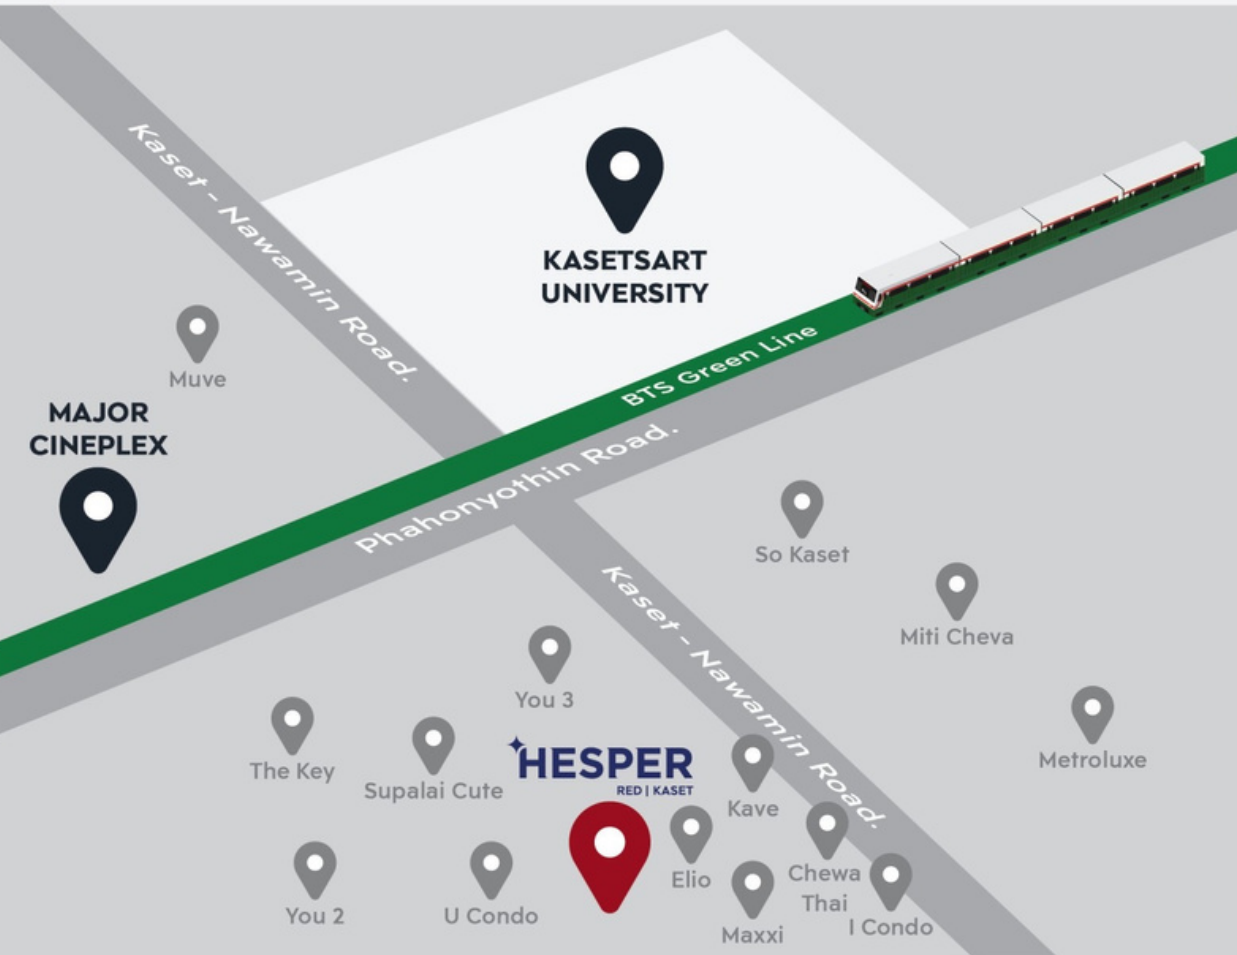 Kaset - Nawamin Road.
KASETSART
UNIVERSITY
Muve
BTS Green Line
MAJOR
CINEPLEX
Phahonyothin Road.
So Kaset
Kaset - Nawamin Road.
Miti Cheva
You 3
Metroluxe
The Key
Supalai Cute
HESPER
RED | KASET
Kave
Elio
Chewa
Thai
You 2
U Condo
Maxxi
I Condo